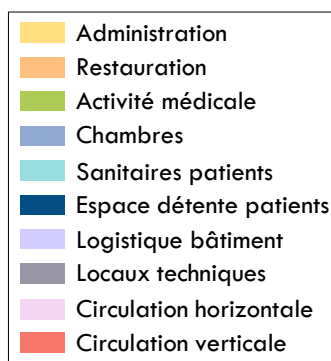 Administration
Restauration
Activité médicale
Chambres
Sanitaires patients
Espace détente patients
Logistique bâtiment
Locaux techniques
Circulation horizontale
Circulation verticale